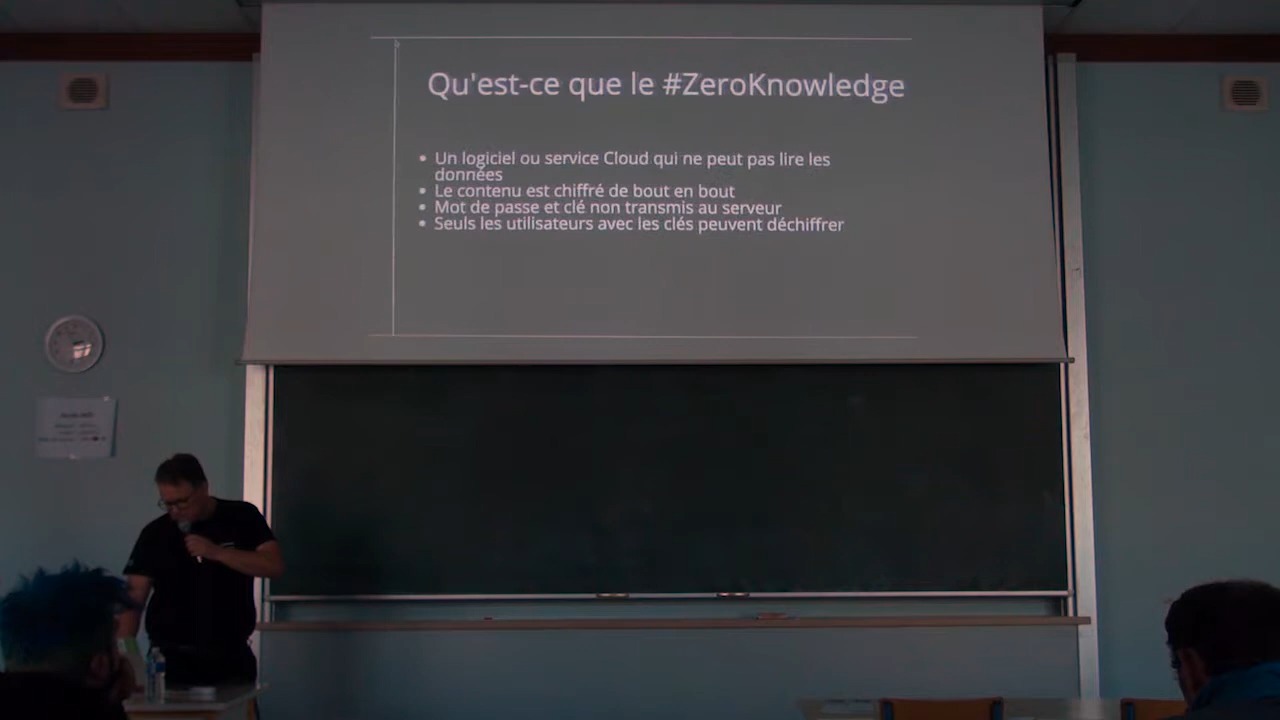 Qu'est-ce que le #ZeroKnowledge
• Un logiciel ou service Cloud qui ne peut pas lire les
données
• Le contenu est chiffré de bout en bout
• Mot de passe et clé non transmis au serveur
• Seuls les utilisateurs avec les clés peuvent déchiffrer